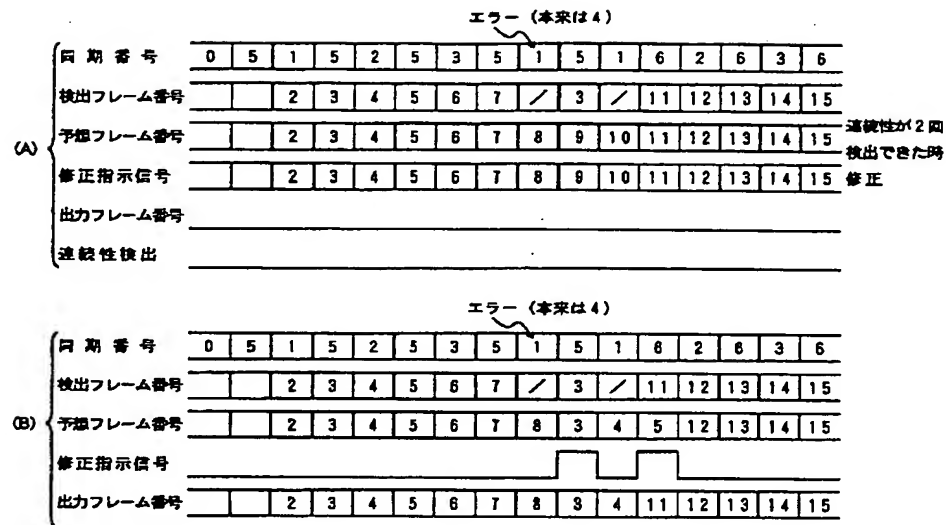 エラー (本来は4)
同期番号 0 5 1 5 2 5 3 5 1 5 1 6 2 6 3 6
検出フレーム番号 2 3 4 5 6 7 / 3 / 11 12 13 14 15
(A) 予想フレーム番号 2 3 4 5 6 7 8 9 10 11 12 13 14 15 連続性が2回
検出できた時
修正指示信号 2 3 4 5 6 7 8 9 10 11 12 13 14 15 修正
出力フレーム番号
連続性検出
エラー (本来は4)
同期番号 0 5 1 5 2 5 3 5 1 5 1 6 2 6 3 6
検出フレーム番号 2 3 4 5 6 7 / 3 / 11 12 13 14 15
(B) 予想フレーム番号 2 3 4 5 6 7 8 3 4 5 12 13 14 15
修正指示信号
出力フレーム番号 2 3 4 5 6 7 8 3 4 11 12 13 14 15